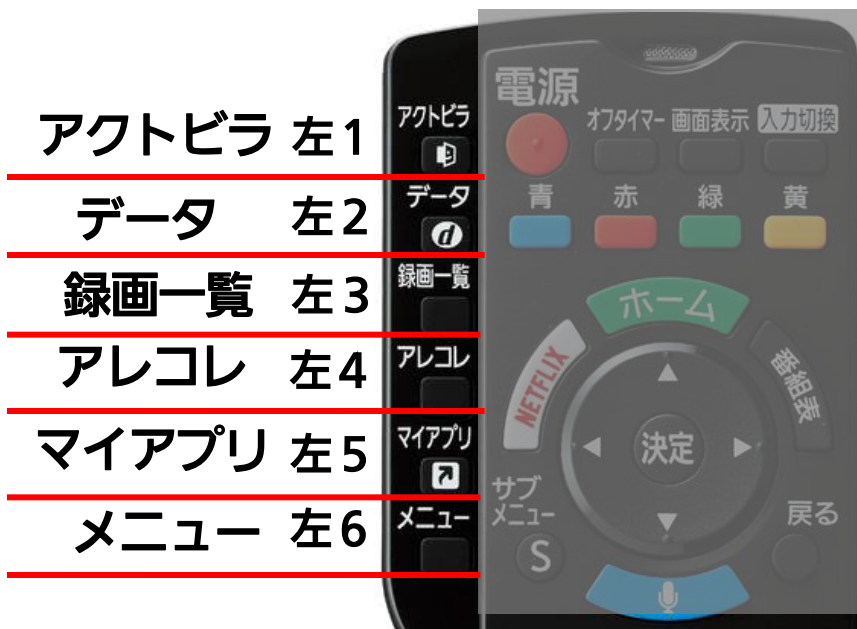 アクトビラ 左1
データ 左2
録画一覧 左3
アレコレ 左4
マイアプリ 左5
メニュー 左6
アクトビラ
データ
d
録画一覧
アレコレ
マイアプリ
メニュー
電源
オフタイマー 画面表示 入力切換
青 赤 緑 黄
ホーム
NETFLIX
番組表
決定
サブ
メニュー
S
戻る